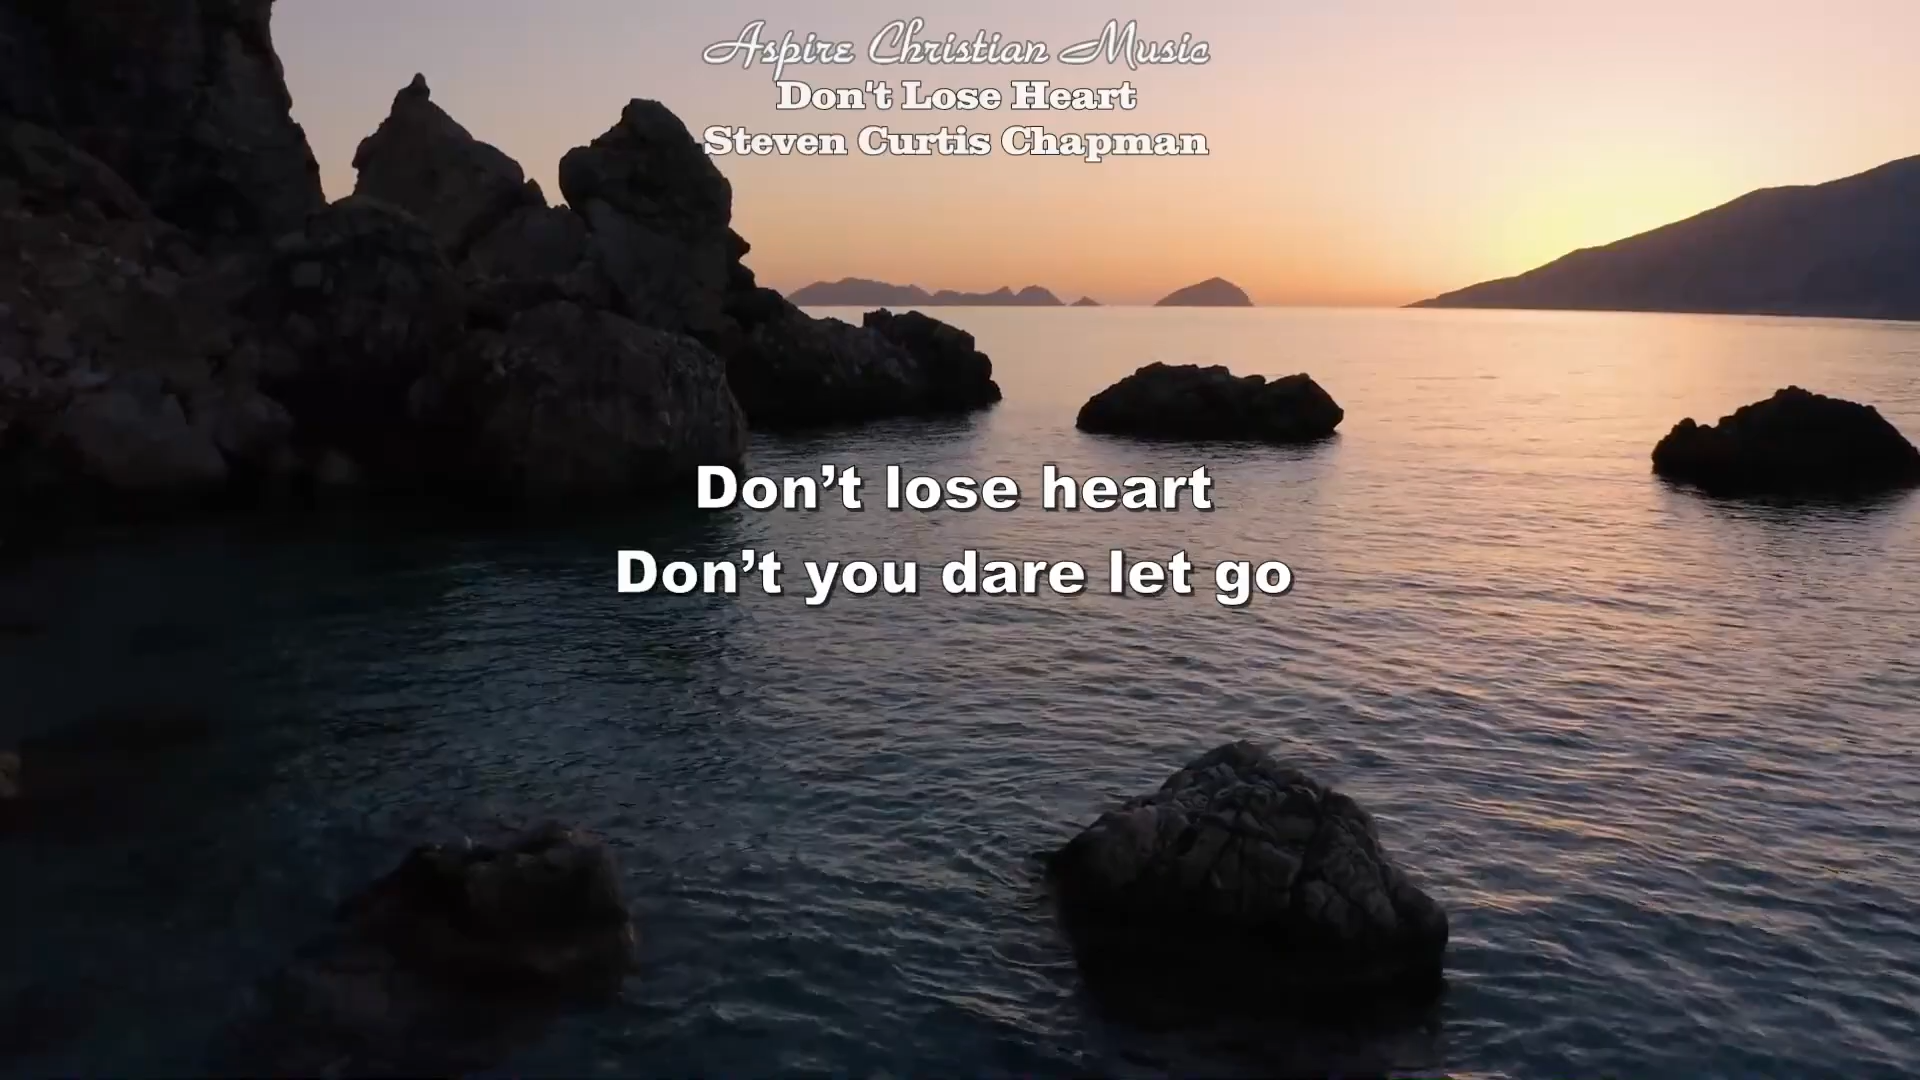 Aspire Christian Music
Don't Lose Heart
Steven Curtis Chapman
Don’t lose heart
Don’t you dare let go